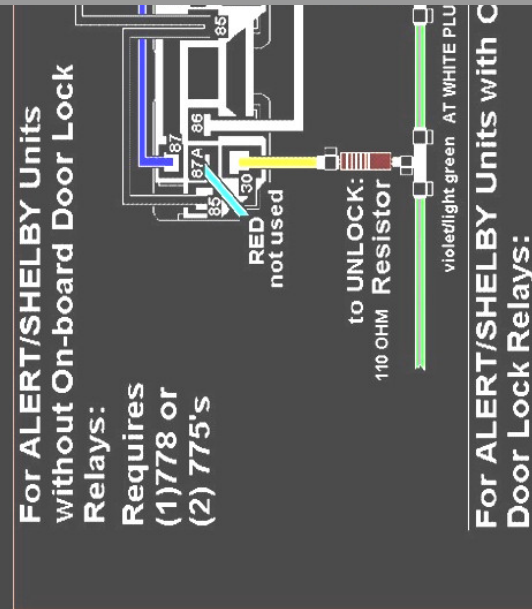 For ALERT/SHELBY Units
without On-board Door Lock
Relays:
Requires
(1)778 or
(2) 775's
85
87
86
87A
30
85
RED
not used
to UNLOCK:
110 OHM Resistor
violet/light green AT WHITE PLU
For ALERT/SHELBY Units with O
Door Lock Relays: